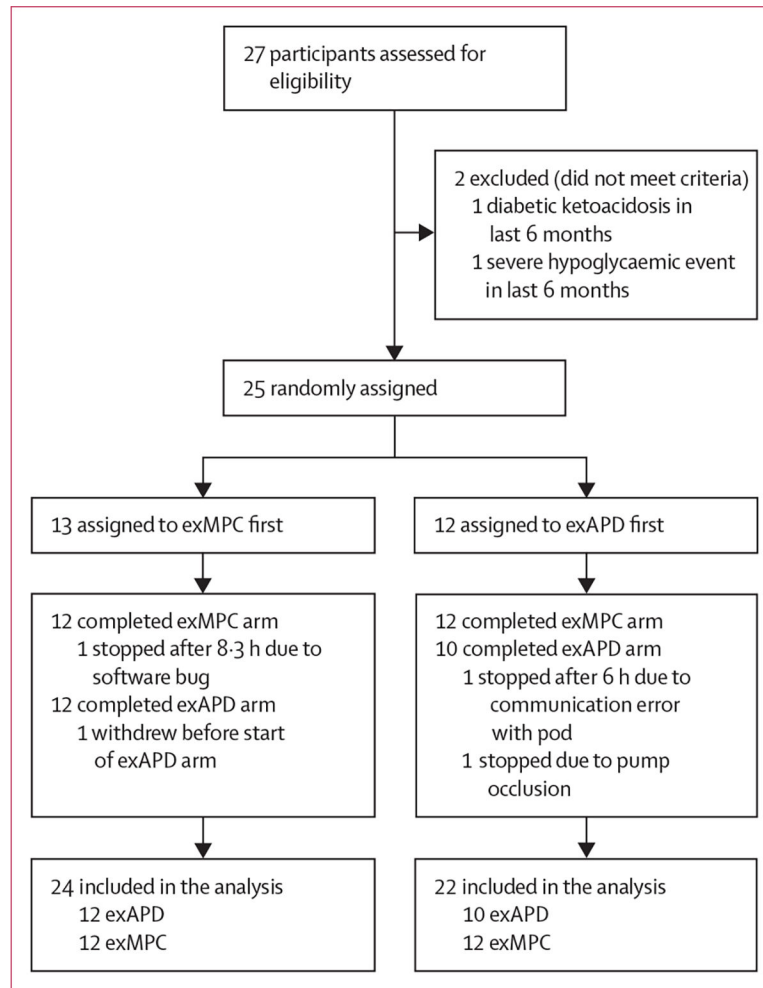 27 participants assessed for
eligibility
2 excluded (did not meet criteria)
1 diabetic ketoacidosis in
last 6 months
1 severe hypoglycaemic event
in last 6 months
25 randomly assigned
13 assigned to exMPC first
12 assigned to exAPD first
12 completed exMPC arm
1 stopped after 8·3 h due to
software bug
12 completed exAPD arm
1 withdrew before start
of exAPD arm
12 completed exMPC arm
10 completed exAPD arm
1 stopped after 6 h due to
communication error
with pod
1 stopped due to pump
occlusion
24 included in the analysis
12 exAPD
12 exMPC
22 included in the analysis
10 exAPD
12 exMPC